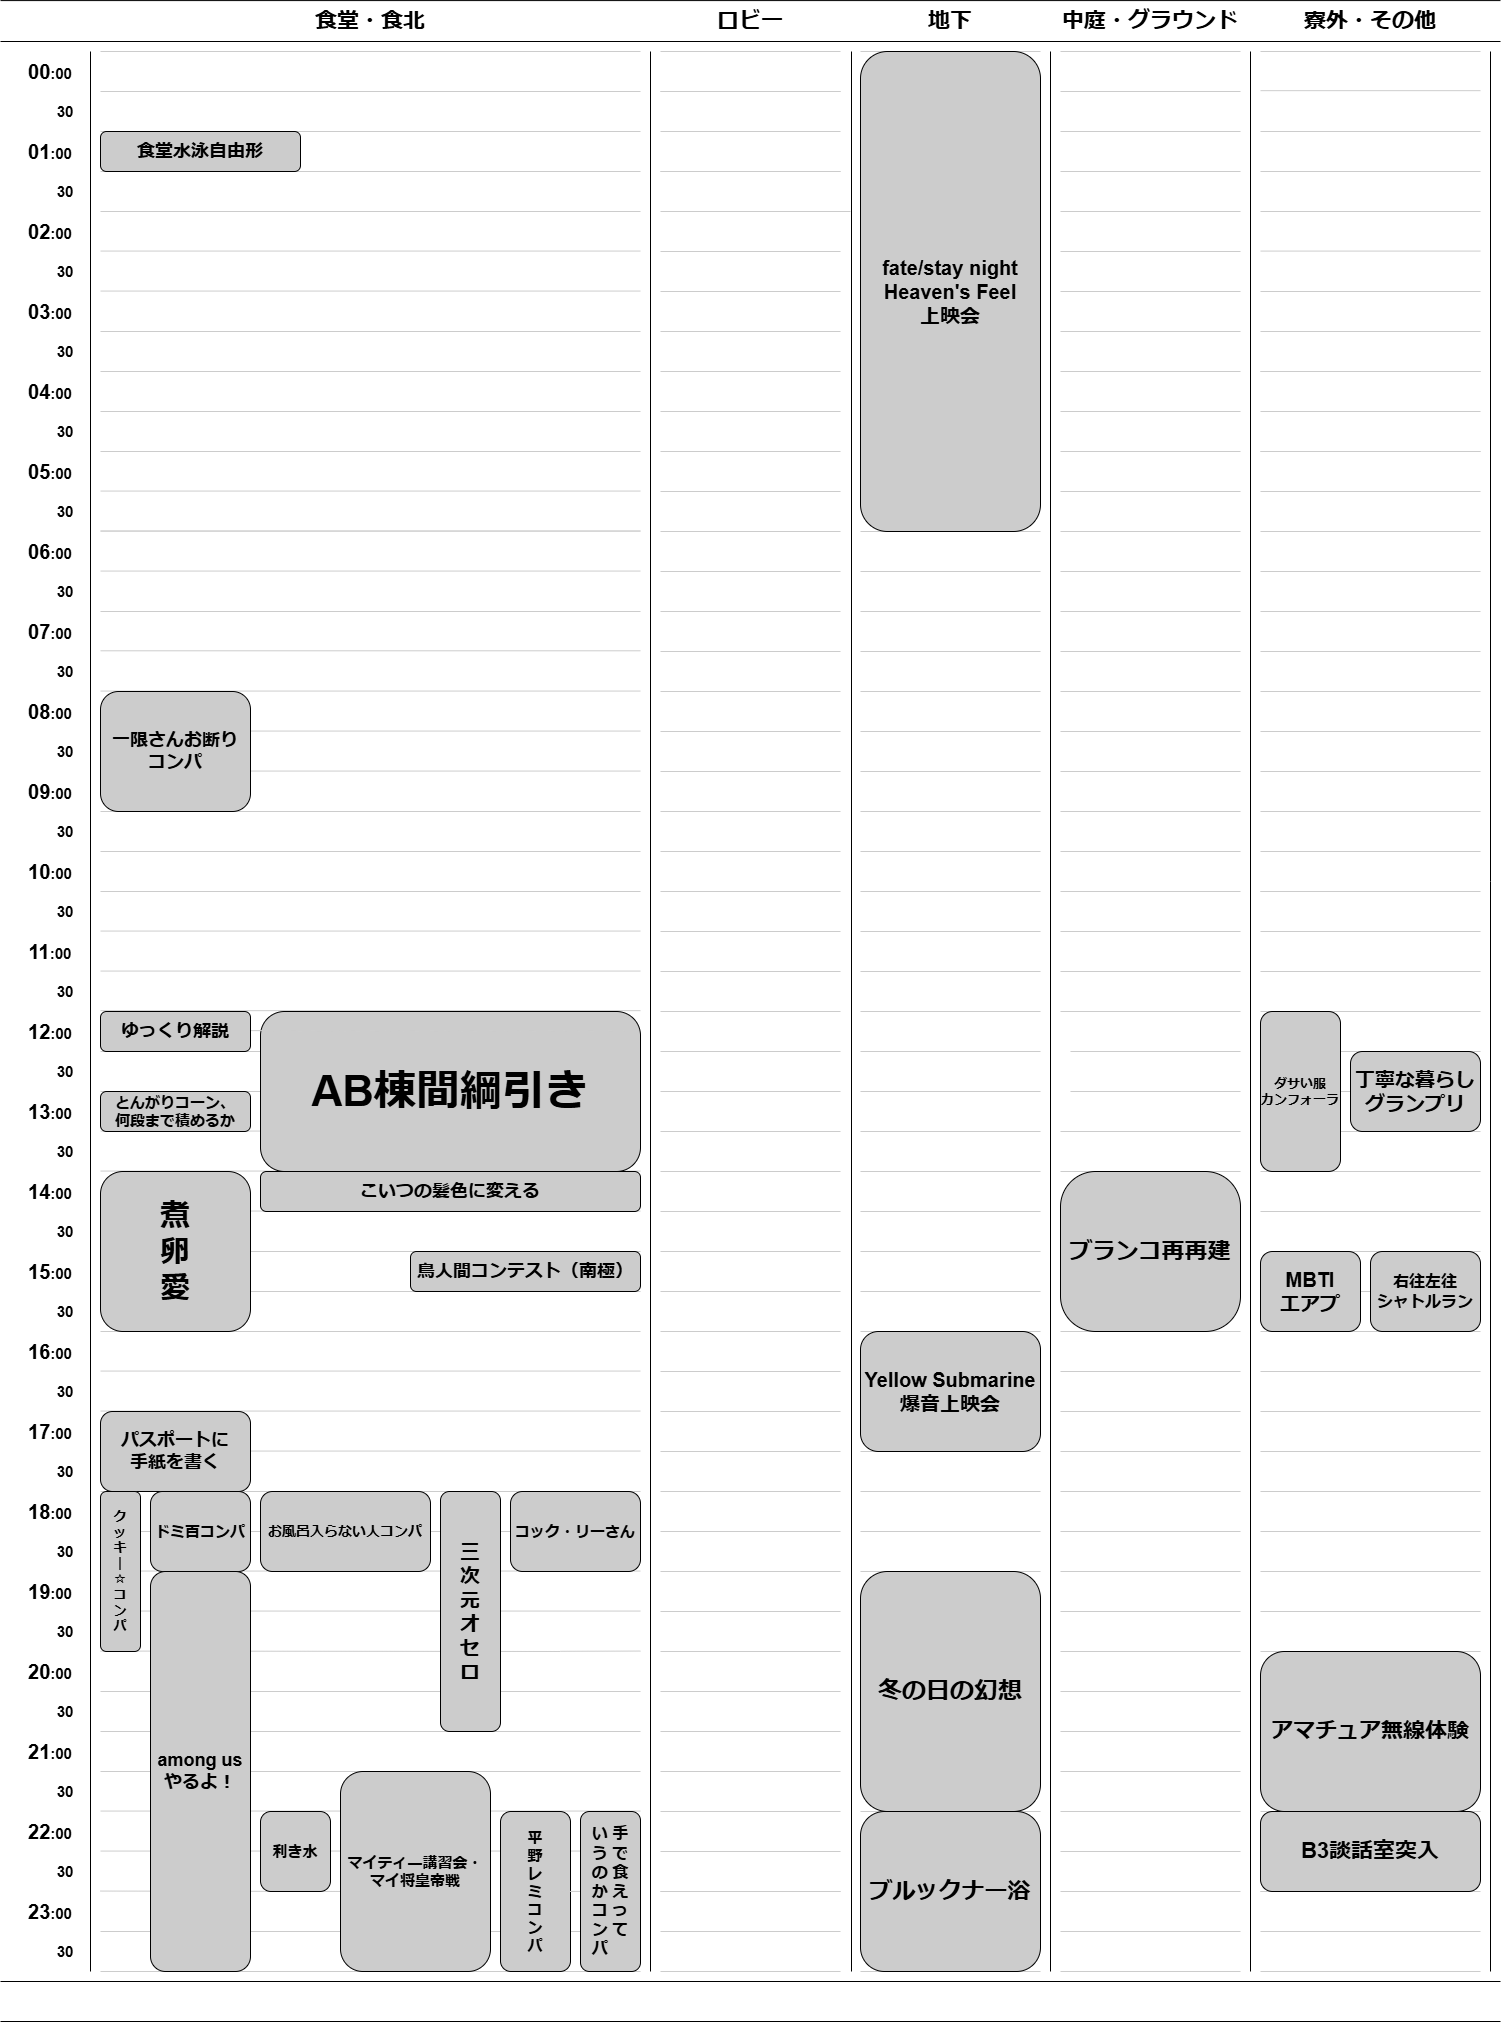 食堂・食北
ロビー
地下
中庭・グラウンド
寮外・その他
00:00
30
01:00
30
02:00
30
03:00
30
04:00
30
05:00
30
06:00
30
07:00
30
08:00
30
09:00
30
10:00
30
11:00
30
12:00
30
13:00
30
14:00
30
15:00
30
16:00
30
17:00
30
18:00
30
19:00
30
20:00
30
21:00
30
22:00
30
23:00
30
食堂水泳自由形
一限さんお断り
コンパ
ゆっくり解説
AB棟間綱引き
とんがりコーン、
何段まで積めるか
煮
卵
愛
こいつの髪色に変える
鳥人間コンテスト（南極）
パスポートに
手紙を書く
クッキー☆コンパ
ドミ百コンパ
お風呂入らない人コンパ
三次元オセロ
コック・リーさん
among us
やるよ！
利き水
マイティー講習会・
マイ将皇帝戦
平野レミコンパ
手で食えって
いうのかコンパ
fate/stay night
Heaven's Feel
上映会
Yellow Submarine
爆音上映会
冬の日の幻想
ブルックナー浴
ブランコ再再建
ダサい服
カンフォーラ
丁寧な暮らし
グランプリ
MBTI
エアプ
右往左往
シャトルラン
アマチュア無線体験
B3談話室突入